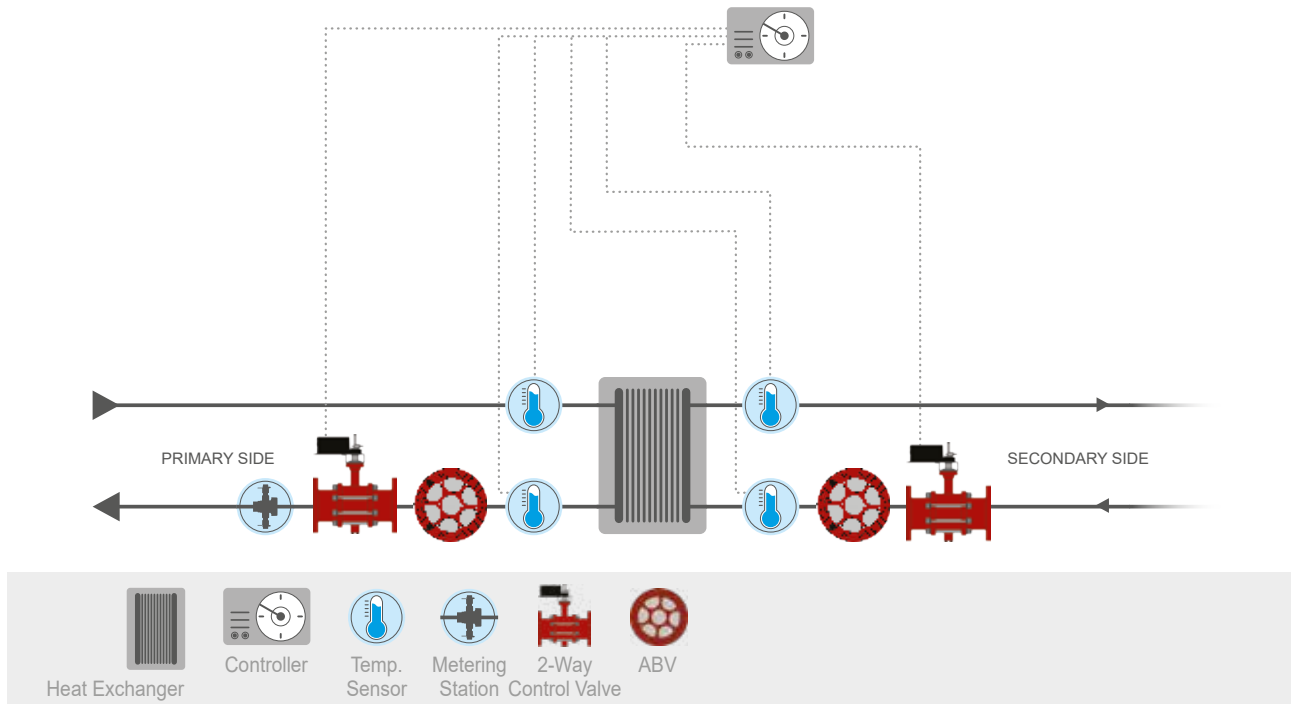 PRIMARY SIDE
SECONDARY SIDE
Heat Exchanger
Controller
Temp.
Sensor
Metering
Station
2-Way
Control Valve
ABV